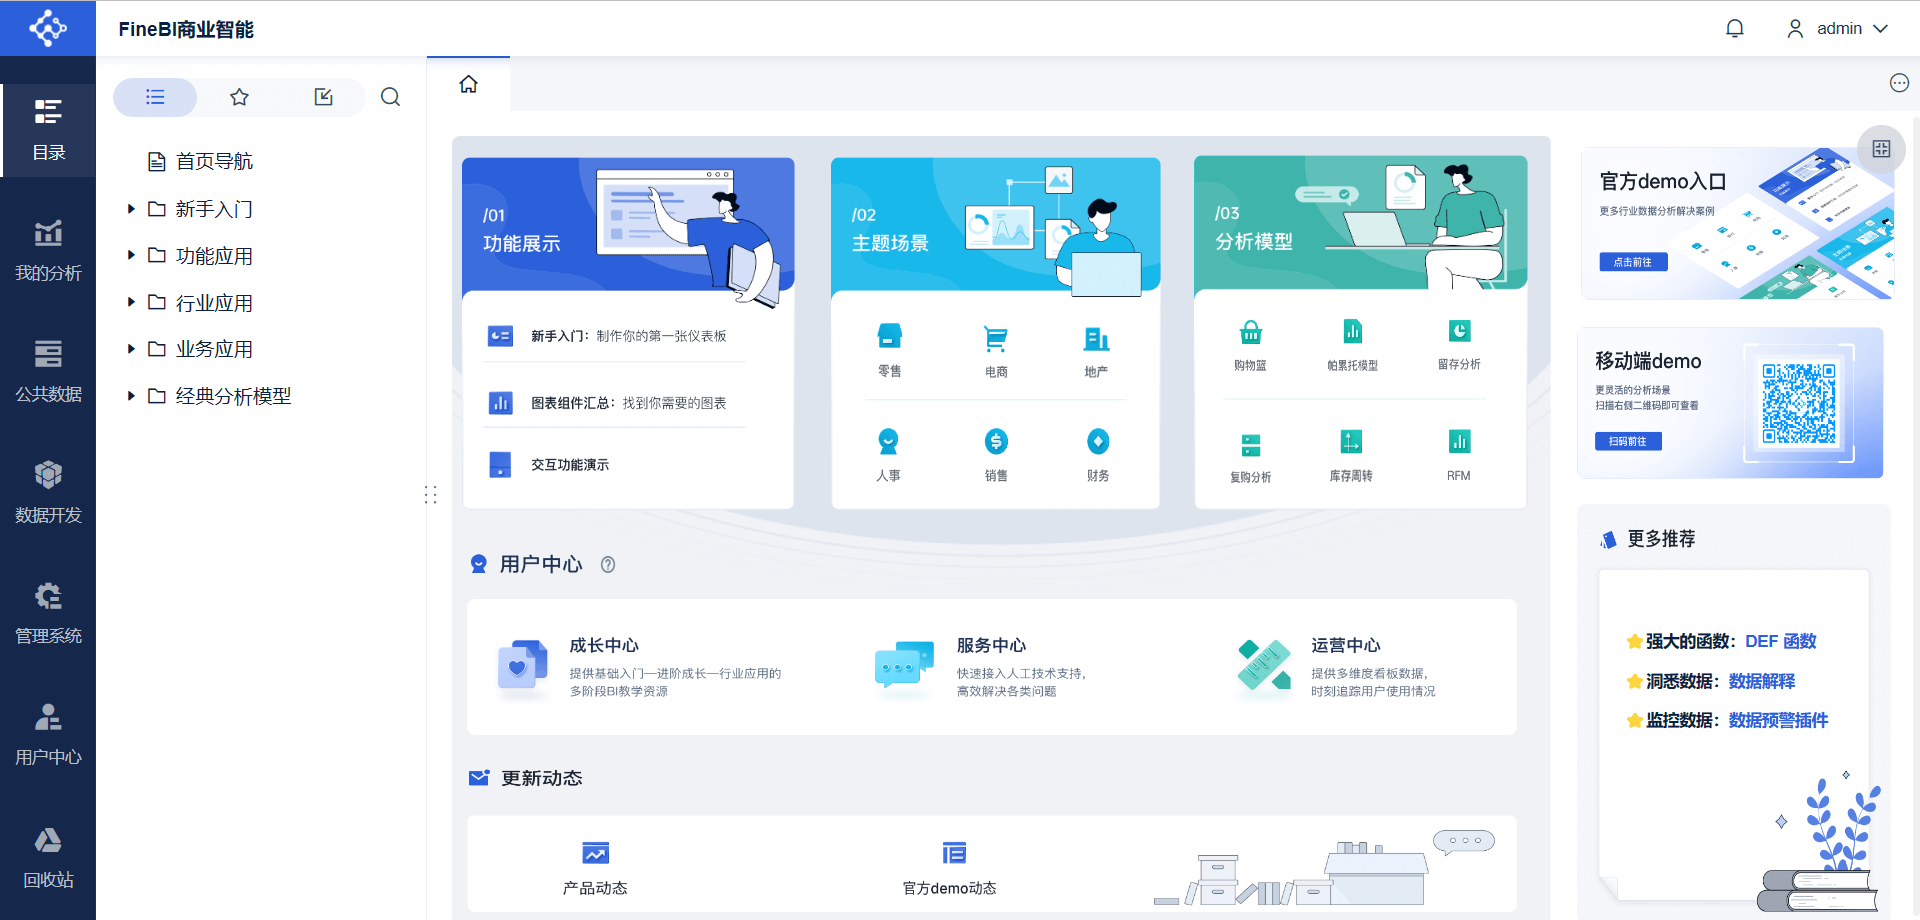 FineBI商业智能
admin
目录
我的分析
公共数据
数据开发
管理系统
用户中心
回收站
首页导航
新手入门
功能应用
行业应用
业务应用
经典分析模型
/01
功能展示
新手入门：制作你的第一张仪表板
图表组件汇总：找到你需要的图表
交互功能演示
/02
主题场景
零售
电商
地产
人事
销售
财务
/03
分析模型
购物篮
帕累托模型
留存分析
复购分析
库存周转
RFM
用户中心
成长中心
提供基础入门—进阶成长—行业应用的
多阶段BI教学资源
服务中心
快速接入人工技术支持，
高效解决各类问题
运营中心
提供多维度看板数据，
时刻追踪用户使用情况
更新动态
产品动态
官方demo动态
官方demo入口
更多行业数据分析解决案例
点击前往
移动端demo
更灵活的分析场景
扫描右侧二维码即可查看
扫码前往
更多推荐
强大的函数：DEF 函数
洞悉数据：数据解释
监控数据：数据预警插件